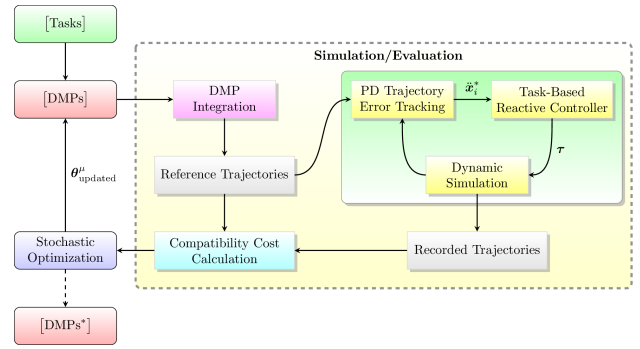 [Tasks]
Simulation/Evaluation
[DMPs]
DMP
Integration
PD Trajectory
Error Tracking
ẍ*ᵢ
Task-Based
Reactive Controller
τ
θ^μ_updated
Reference Trajectories
Dynamic
Simulation
Stochastic
Optimization
Compatibility Cost
Calculation
Recorded Trajectories
[DMPs*]